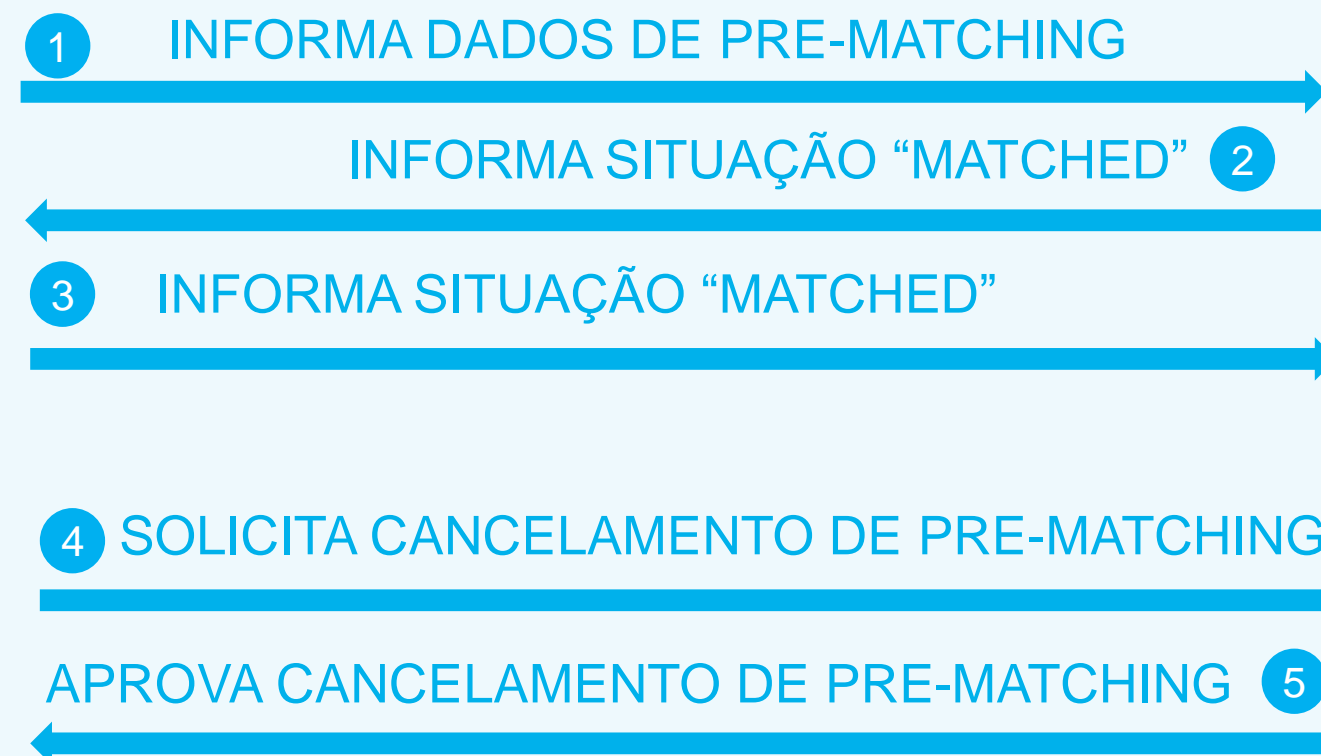 1 INFORMA DADOS DE PRE-MATCHING
INFORMA SITUAÇÃO “MATCHED” 2
3 INFORMA SITUAÇÃO “MATCHED”
4 SOLICITA CANCELAMENTO DE PRE-MATCHING
APROVA CANCELAMENTO DE PRE-MATCHING 5